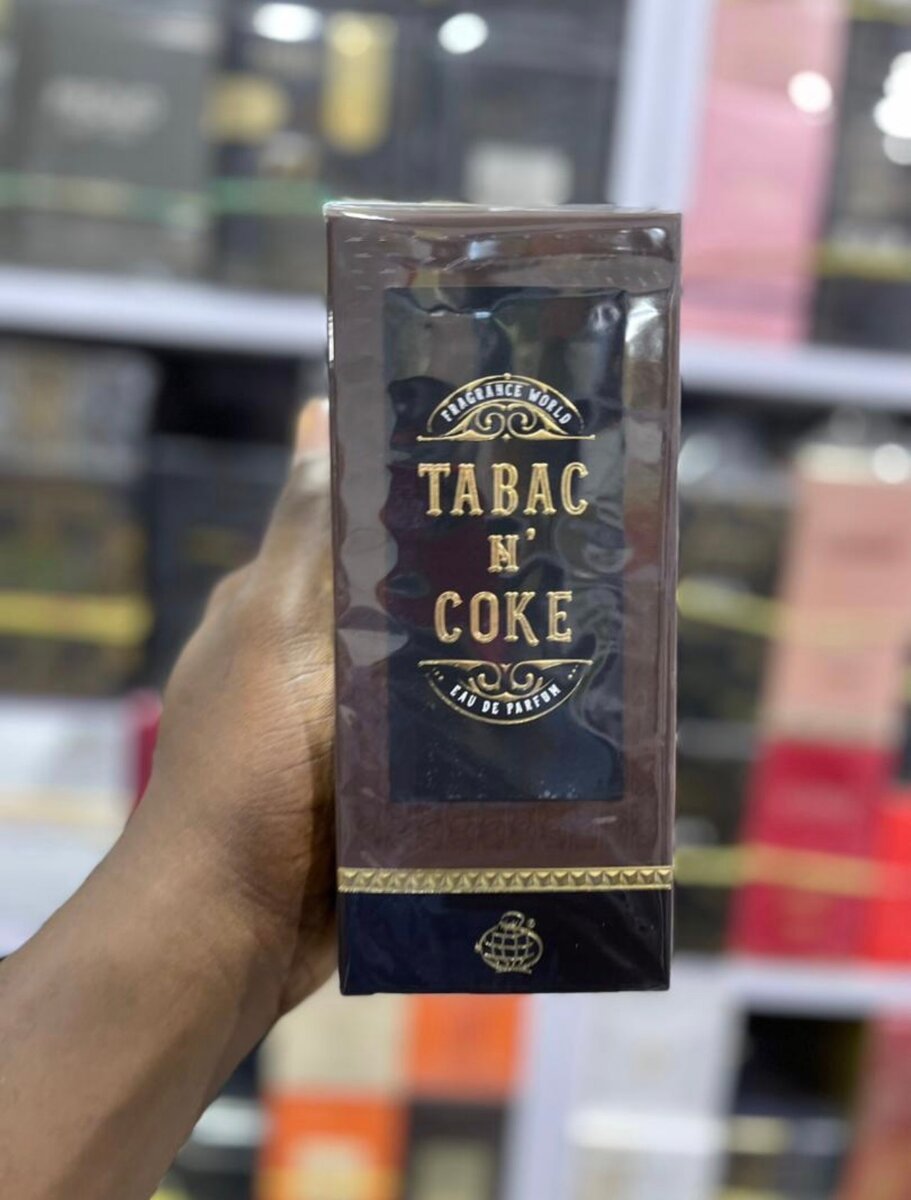 FRAGRANCE WORLD
TABAC
N'
COKE
EAU DE PARFUM